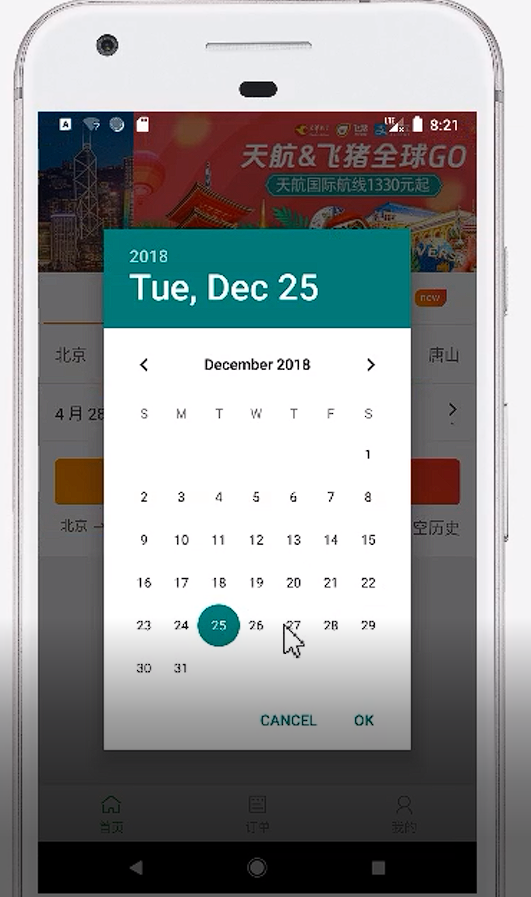 8:21
天航&飞猪全球GO
天航国际航线1330元起
2018
Tue, Dec 25
new
北京
唐山
December 2018
4月28
S M T W T F S
1
2 3 4 5 6 7 8
9 10 11 12 13 14 15
16 17 18 19 20 21 22
北京
空历史
23 24 25 26 27 28 29
30 31
CANCEL OK
首页 订单 我的